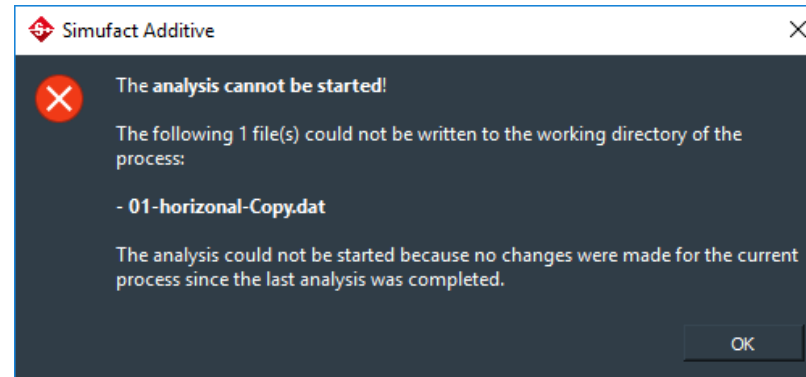 Simufact Additive
The analysis cannot be started!
The following 1 file(s) could not be written to the working directory of the
process:
- 01-horizonal-Copy.dat
The analysis could not be started because no changes were made for the current
process since the last analysis was completed.
OK